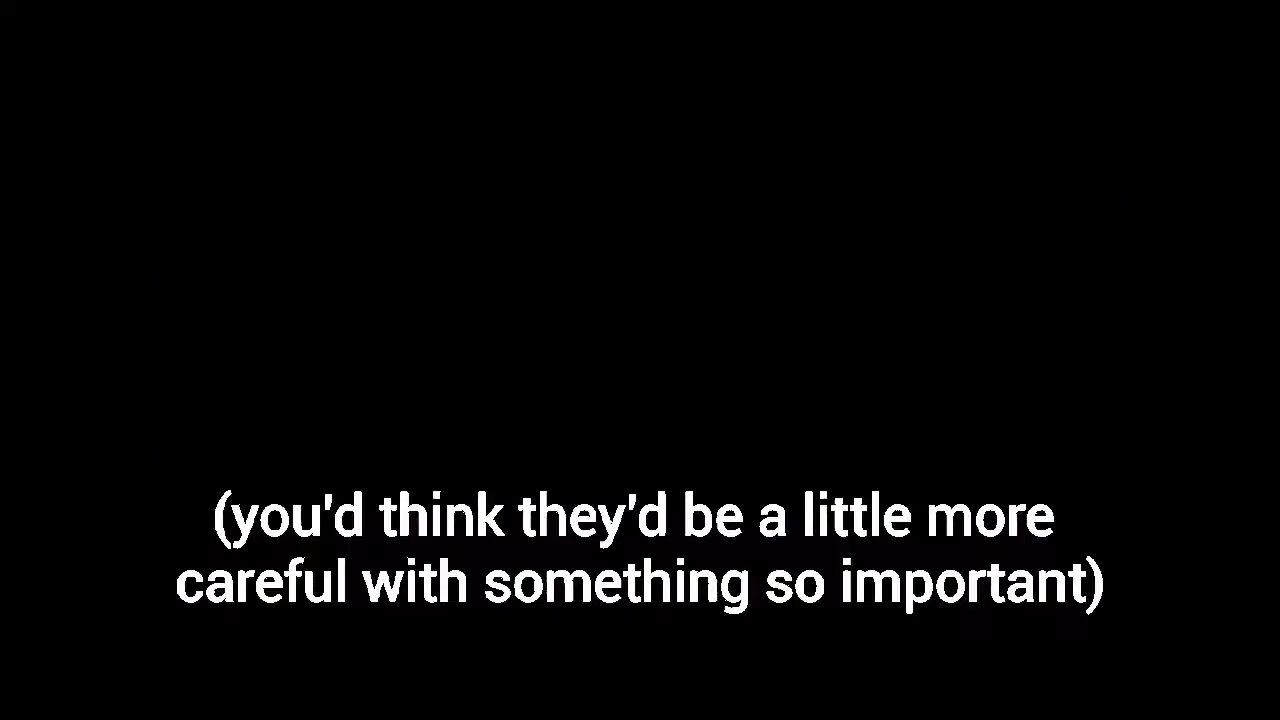 (you'd think they'd be a little more
careful with something so important)